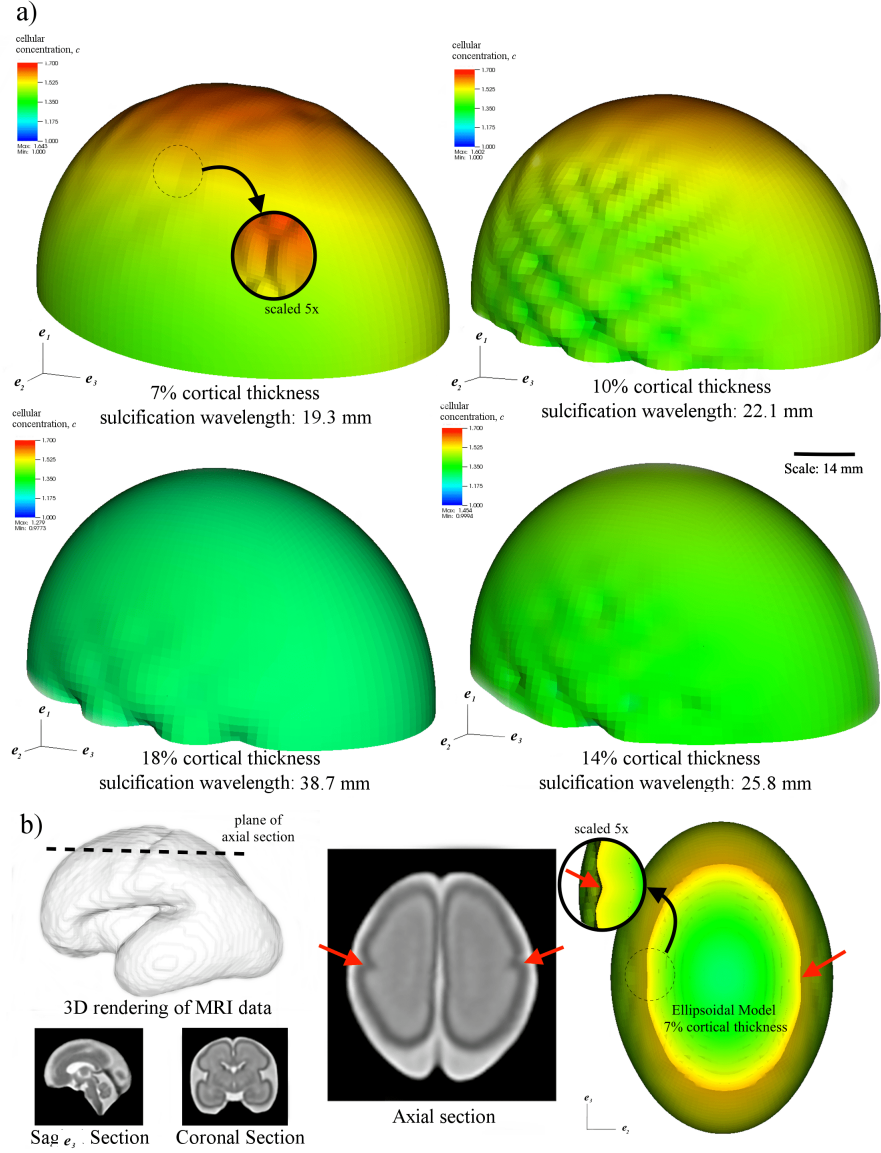 a)
cellular
concentration, c
1.700
1.525
1.350
1.175
1.000
Max: 1.643
Min: 1.000
scaled 5x
e1
e2
e3
7% cortical thickness
sulcification wavelength: 19.3 mm
cellular
concentration, c
1.700
1.525
1.350
1.175
1.000
Max: 1.602
Min: 1.000
e1
e2
e3
10% cortical thickness
sulcification wavelength: 22.1 mm
cellular
concentration, c
1.700
1.525
1.350
1.175
1.000
Max: 1.279
Min: 0.9773
e1
e2
e3
18% cortical thickness
sulcification wavelength: 38.7 mm
cellular
concentration, c
1.700
1.525
1.350
1.175
1.000
Max: 1.454
Min: 0.9994
Scale: 14 mm
e1
e2
e3
14% cortical thickness
sulcification wavelength: 25.8 mm
b)
plane of
axial section
3D rendering of MRI data
Section
e3
Coronal Section
Axial section
scaled 5x
Ellipsoidal Model
7% cortical thickness
e3
e2